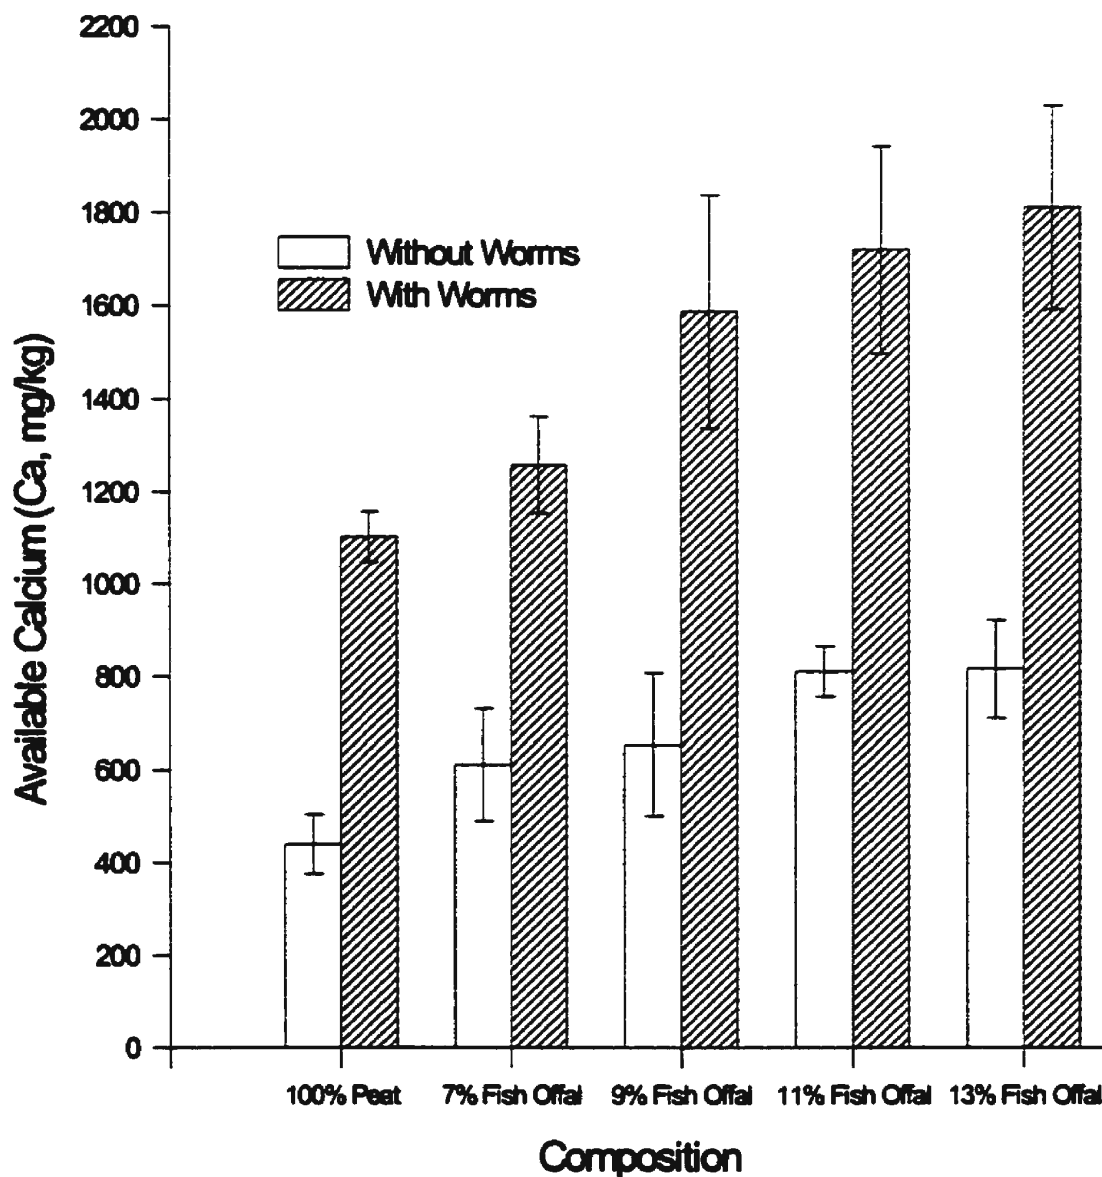 2200
2000
1800
1600
1400
1200
1000
800
600
400
200
0
Available Calcium (Ca, mg/kg)
Without Worms
With Worms
100% Peat 7% Fish Offal 9% Fish Offal 11% Fish Offal 13% Fish Offal
Composition